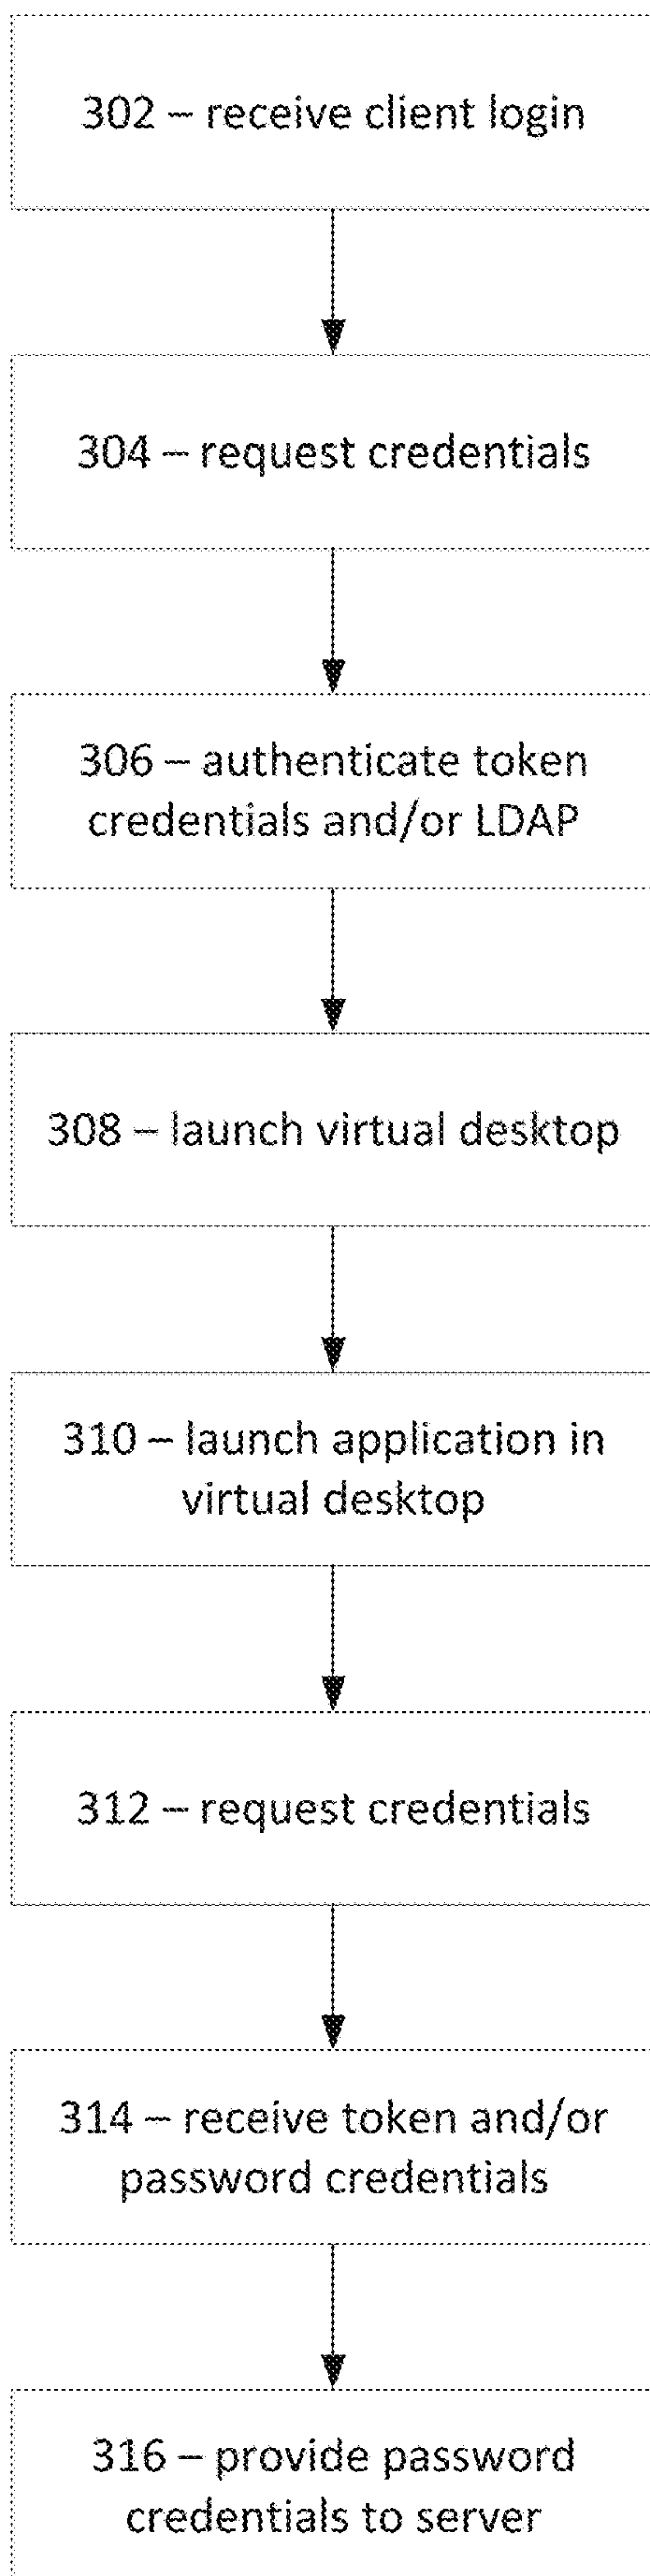 302 – receive client login
304 – request credentials
306 – authenticate token
credentials and/or LDAP
308 – launch virtual desktop
310 – launch application in
virtual desktop
312 – request credentials
314 – receive token and/or
password credentials
316 – provide password
credentials to server